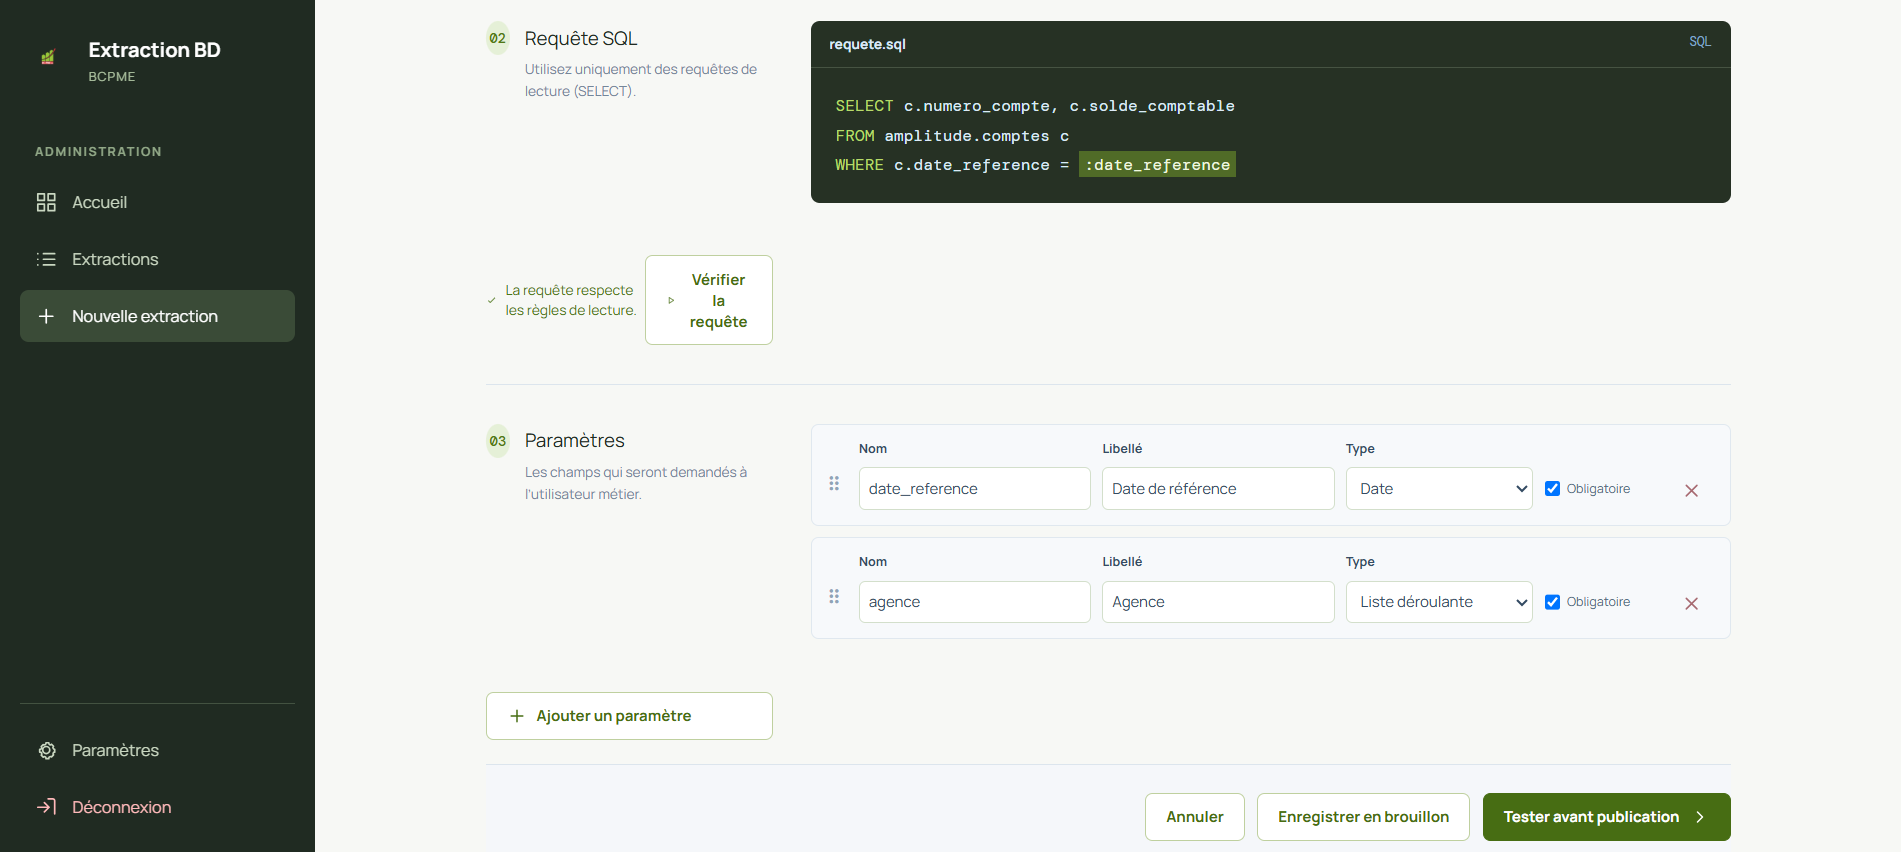 Extraction BD
BCPME
ADMINISTRATION
Accueil
Extractions
Nouvelle extraction
Paramètres
Déconnexion
02
Requête SQL
Utilisez uniquement des requêtes de
lecture (SELECT).
requete.sql
SQL
SELECT c.numero_compte, c.solde_comptable
FROM amplitude.comptes c
WHERE c.date_reference = :date_reference
La requête respecte
les règles de lecture.
Vérifier
la
requête
03
Paramètres
Les champs qui seront demandés à
l'utilisateur métier.
Nom Libellé Type
date_reference Date de référence Date Obligatoire
Nom Libellé Type
agence Agence Liste déroulante Obligatoire
Ajouter un paramètre
Annuler Enregistrer en brouillon Tester avant publication